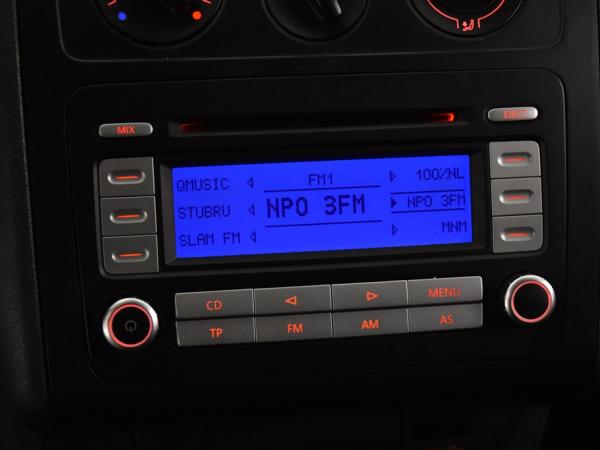 MIX
EJECT
QMUSIC
FM1
100%NL
STUBRU
NPO 3FM
NPO 3FM
SLAM FM
MNM
CD
MENU
TP
FM
AM
AS